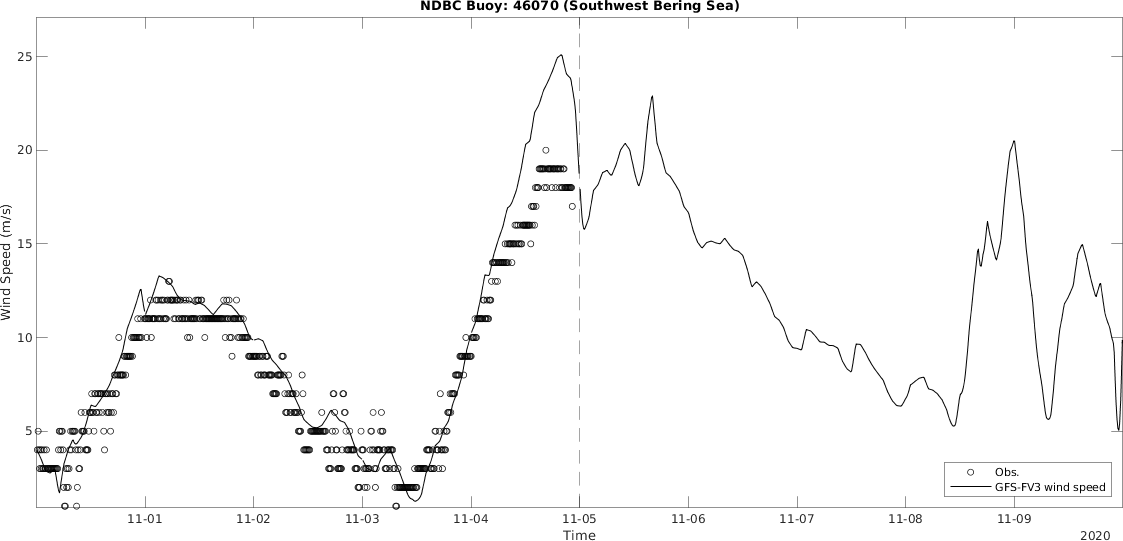 NDBC Buoy: 46070 (Southwest Bering Sea)
Wind Speed (m/s)
25
20
15
10
5
Obs.
GFS-FV3 wind speed
11-01 11-02 11-03 11-04 11-05 11-06 11-07 11-08 11-09
Time
2020